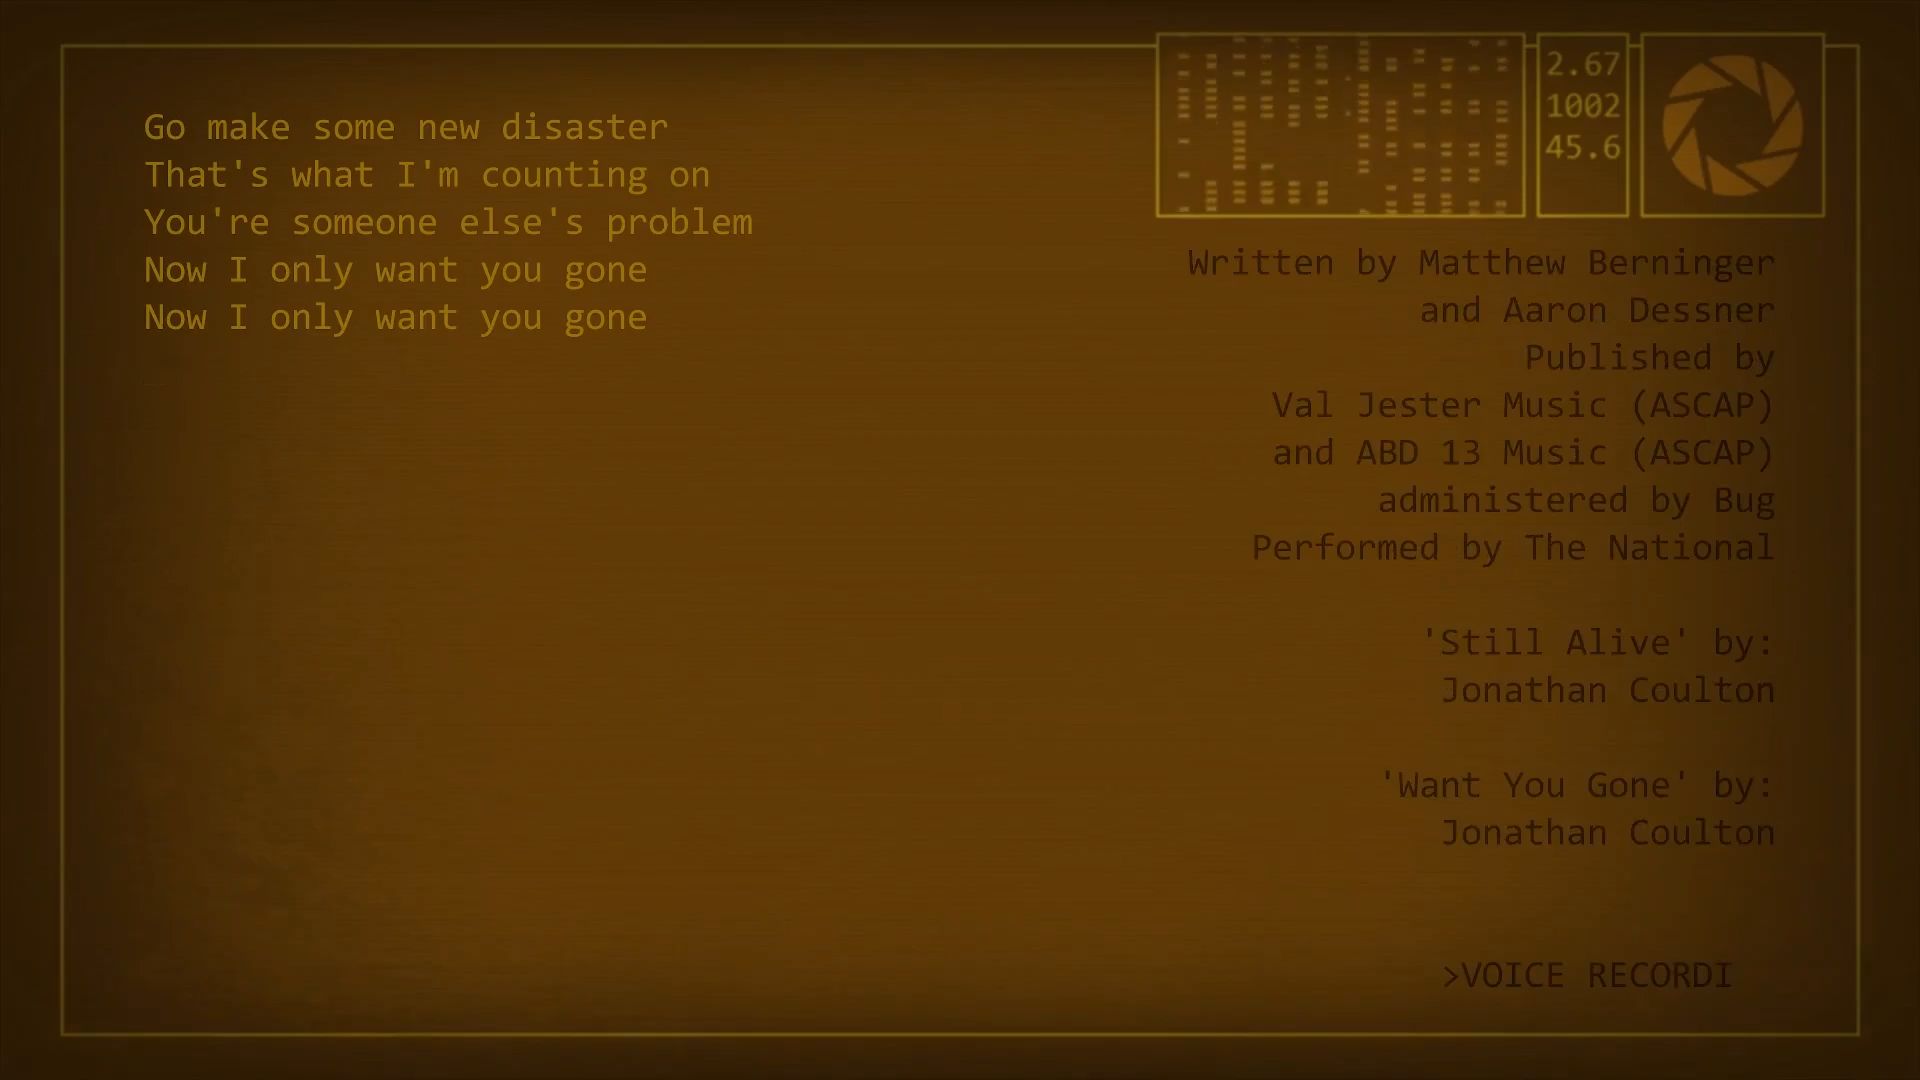 Go make some new disaster
That's what I'm counting on
You're someone else's problem
Now I only want you gone
Now I only want you gone
2.67
1002
45.6
Written by Matthew Berninger
and Aaron Dessner
Published by
Val Jester Music (ASCAP)
and ABD 13 Music (ASCAP)
administered by Bug
Performed by The National
'Still Alive' by:
Jonathan Coulton
'Want You Gone' by:
Jonathan Coulton
>VOICE RECORDI